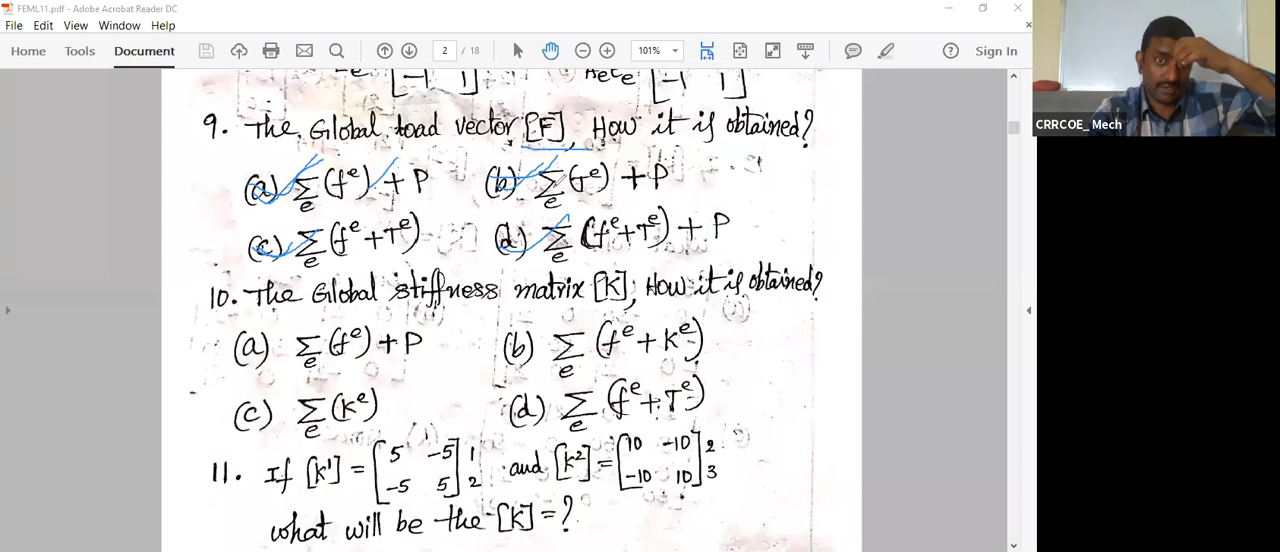 FEML11.pdf - Adobe Acrobat Reader DC
File Edit View Window Help
Home Tools Document 2 / 18 101% Sign In
9. The Global load vector [F], How it is obtained?
(a) Σe (fe) + P (b) Σe (Te) + P
(c) Σe (fe + Te) (d) Σe (fe + Te) + P
10. The Global stiffness matrix [K], How it is obtained?
(a) Σe (fe) + P (b) Σe (fe + Ke)
(c) Σe (Ke) (d) Σe (fe + Te)
11. If [K1] = [5 -5 -5 5] 1 2 and [K2] = [10 -10 -10 10] 2 3
what will be the [K] = ?
CRRCOE_ Mech